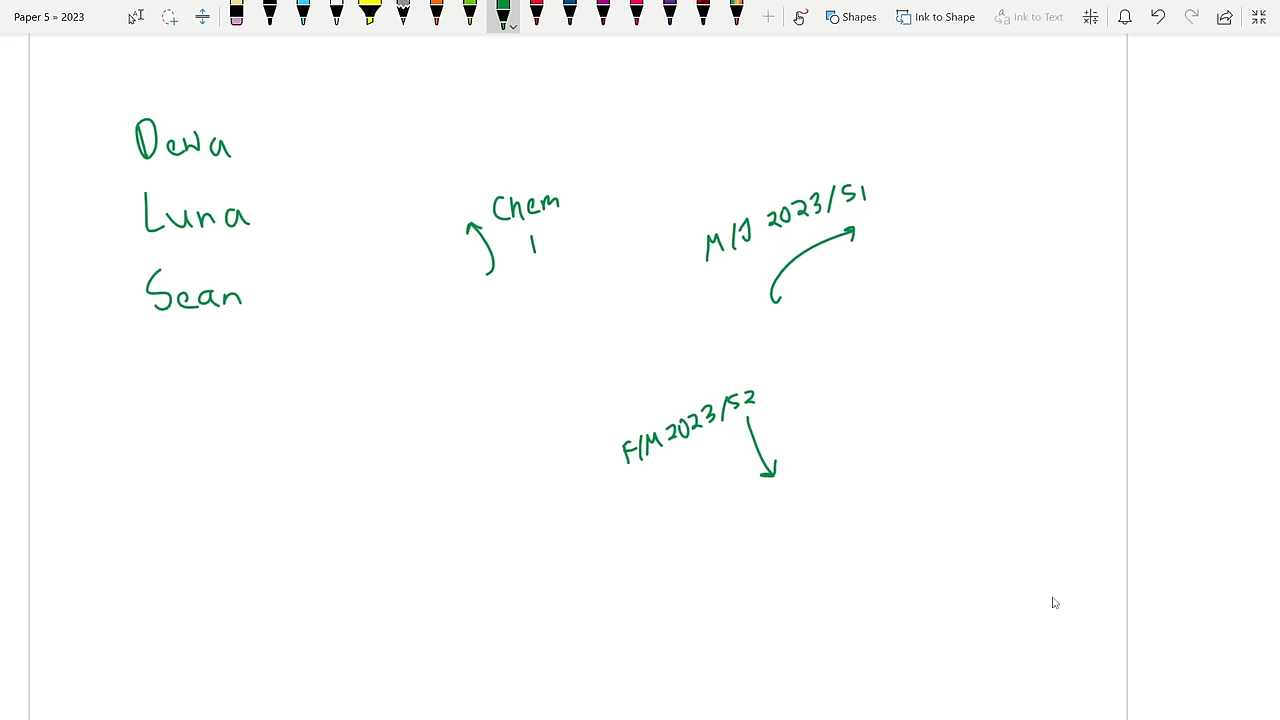 Paper 5 » 2023
Shapes
Ink to Shape
Ink to Text
Dewa
Luna
Sean
Chem
1
M/J 2023/51
F/M 2023/52